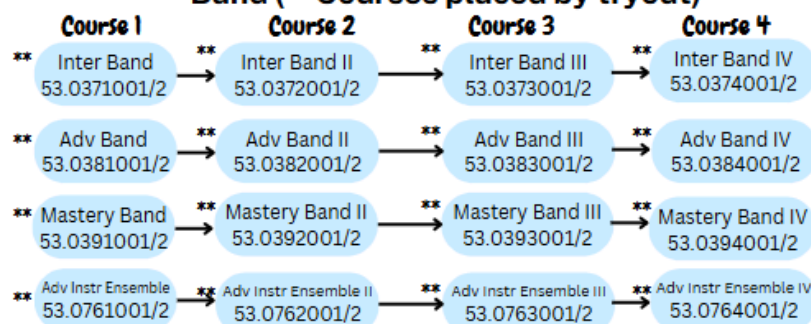 Band (** Courses placed by tryout)
Course 1 Course 2 Course 3 Course 4
** Inter Band ** Inter Band II ** Inter Band III ** Inter Band IV
53.0371001/2 53.0372001/2 53.0373001/2 53.0374001/2
** Adv Band ** Adv Band II ** Adv Band III ** Adv Band IV
53.0381001/2 53.0382001/2 53.0383001/2 53.0384001/2
** Mastery Band ** Mastery Band II ** Mastery Band III ** Mastery Band IV
53.0391001/2 53.0392001/2 53.0393001/2 53.0394001/2
** Adv Instr Ensemble ** Adv Instr Ensemble II ** Adv Instr Ensemble III ** Adv Instr Ensemble IV
53.0761001/2 53.0762001/2 53.0763001/2 53.0764001/2